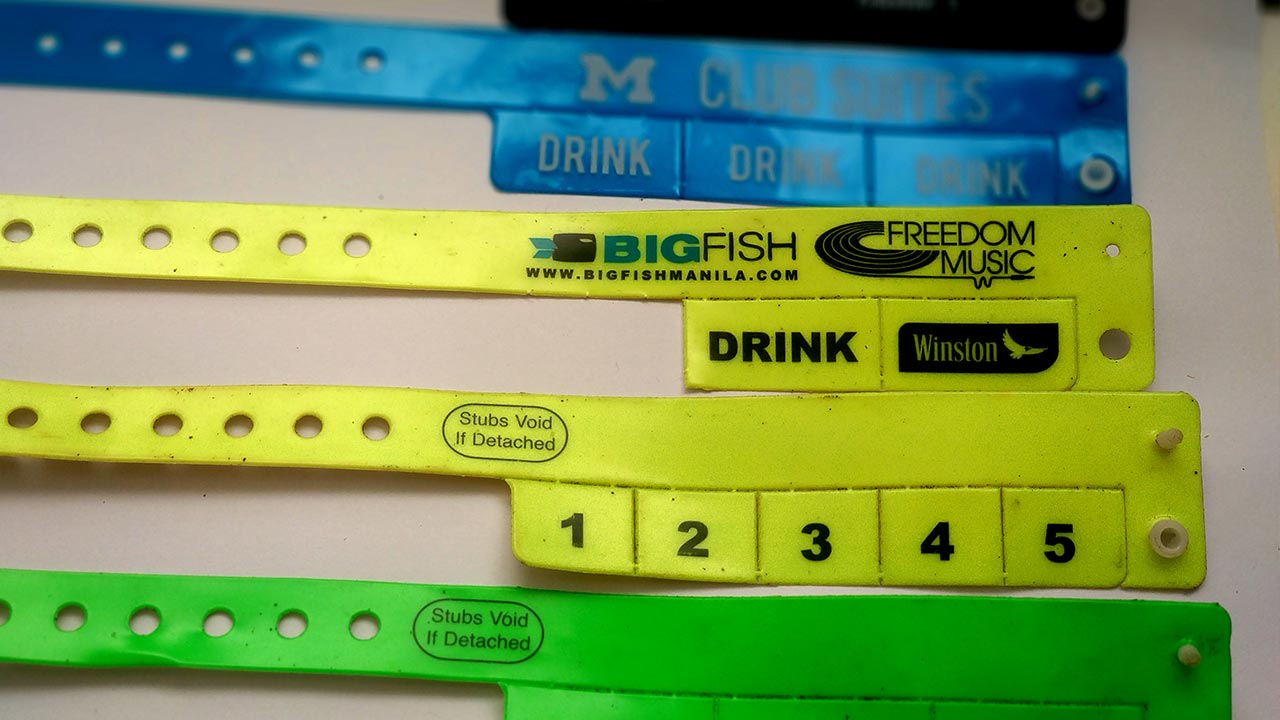 M CLUB SUITES
DRINK DRINK DRINK
BIGFISH
WWW.BIGFISHMANILA.COM
FREEDOM
MUSIC
DRINK
Winston
Stubs Void
If Detached
1 2 3 4 5
Stubs Void
If Detached